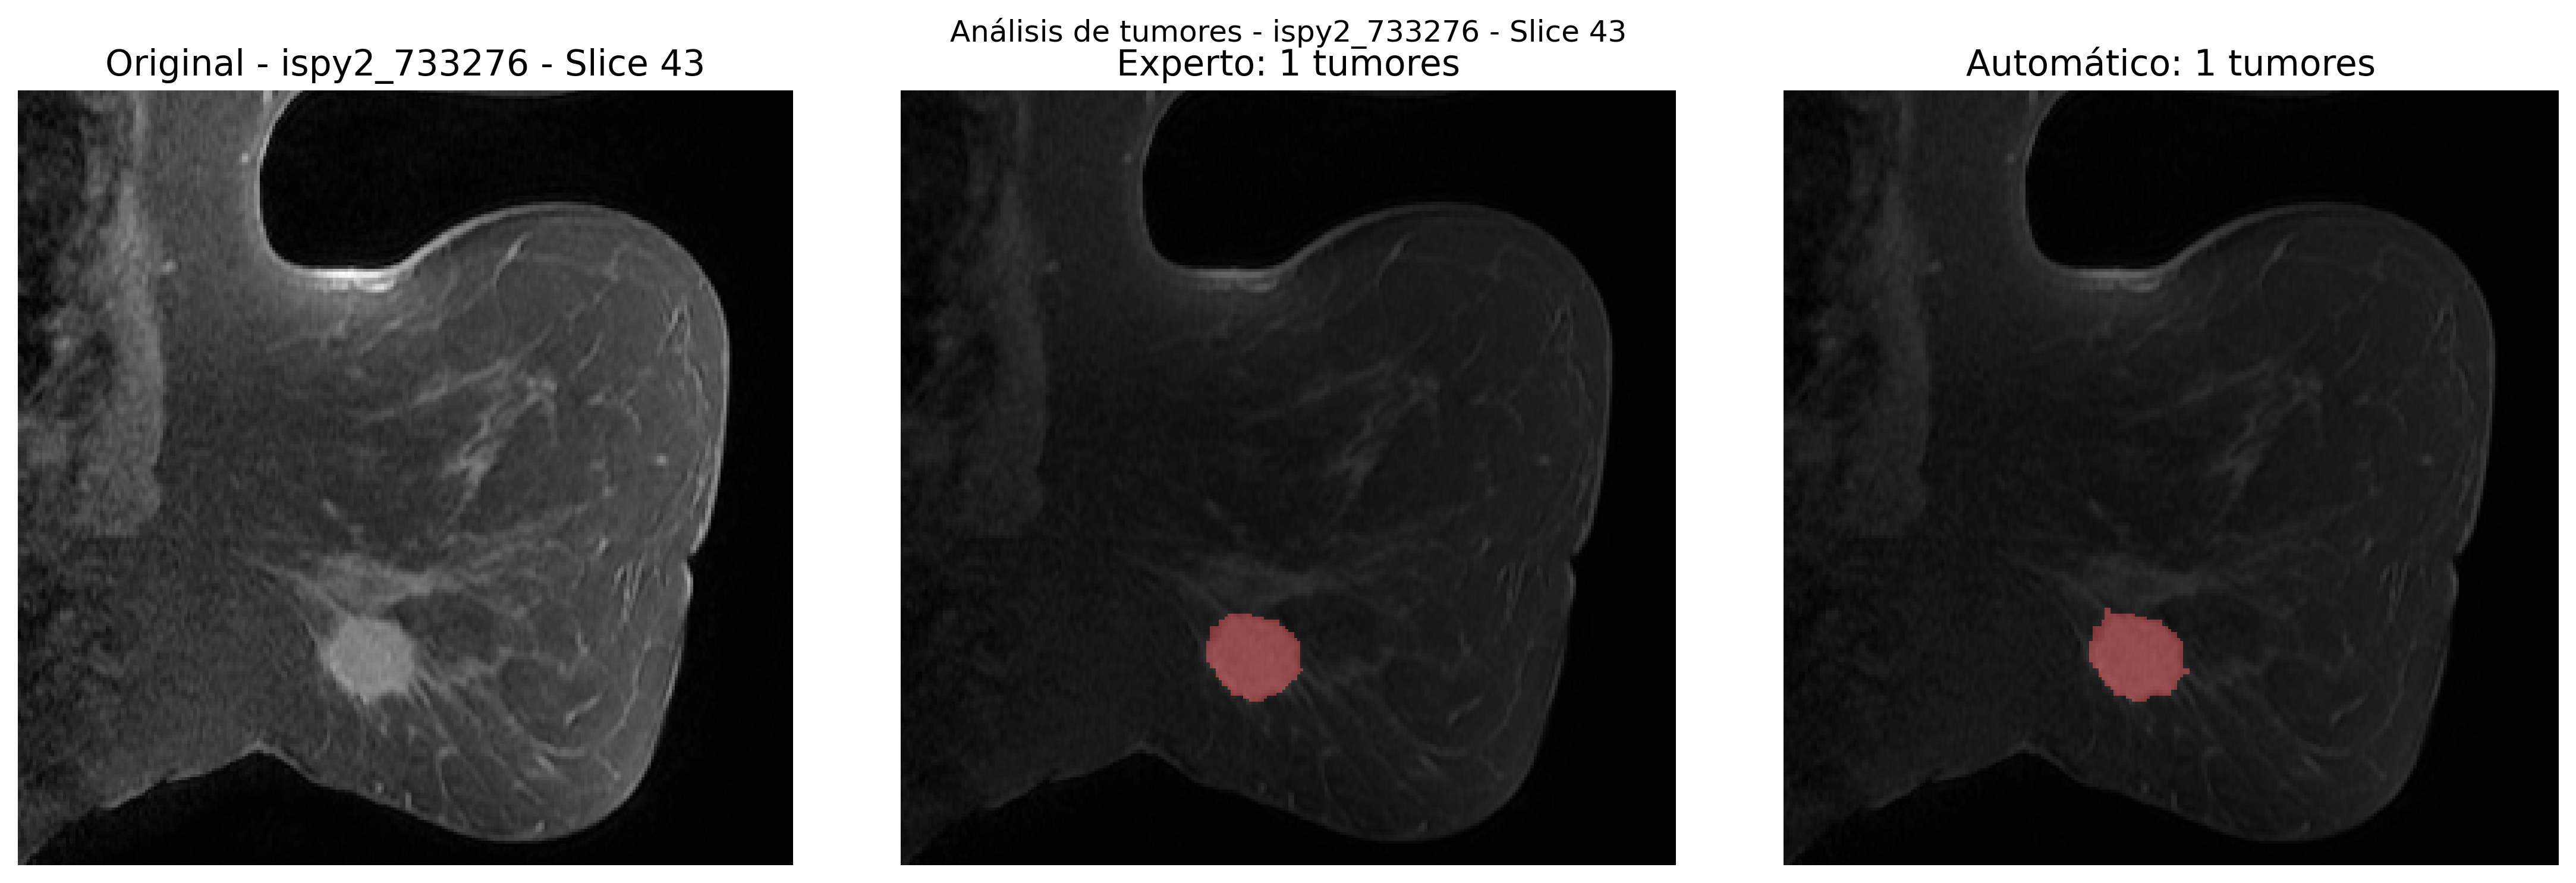 Análisis de tumores - ispy2_733276 - Slice 43
Original - ispy2_733276 - Slice 43
Experto: 1 tumores
Automático: 1 tumores